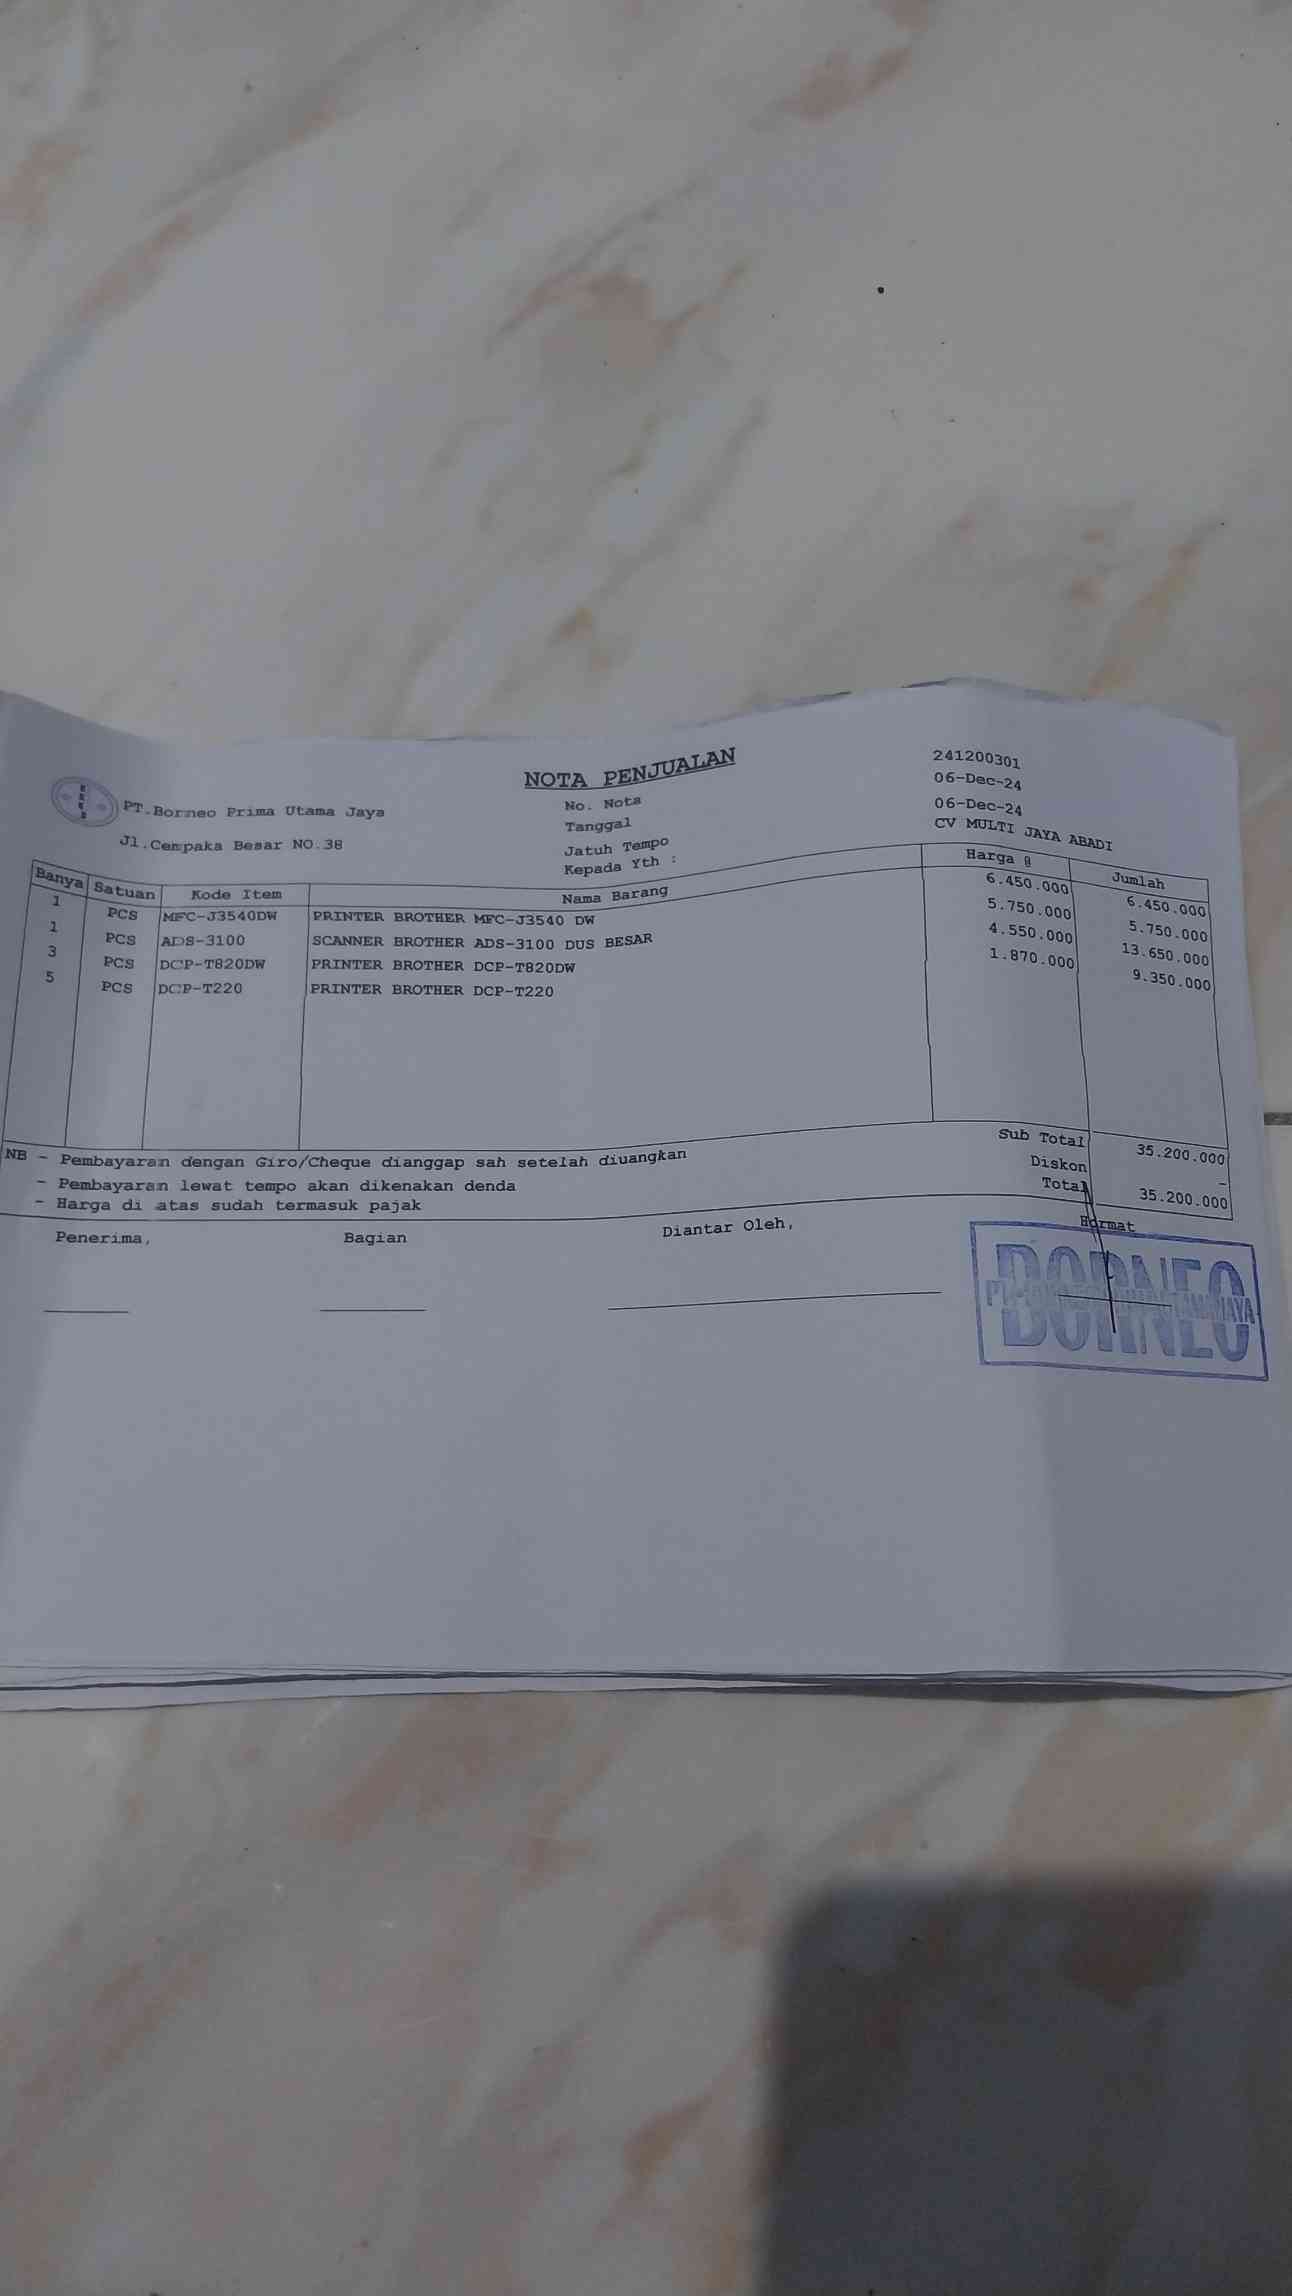 NOTA PENJUALAN
PT.Borneo Prima Utama Jaya
Jl.Cempaka Besar NO.38
No. Nota 241200301
Tanggal 06-Dec-24
Jatuh Tempo 06-Dec-24
Kepada Yth : CV MULTI JAYA ABADI
Banya Satuan Kode Item Nama Barang Harga @ Jumlah
1 PCS MFC-J3540DW PRINTER BROTHER MFC-J3540 DW 6.450.000 6.450.000
1 PCS ADS-3100 SCANNER BROTHER ADS-3100 DUS BESAR 5.750.000 5.750.000
3 PCS DCP-T820DW PRINTER BROTHER DCP-T820DW 4.550.000 13.650.000
5 PCS DCP-T220 PRINTER BROTHER DCP-T220 1.870.000 9.350.000
Sub Total 35.200.000
Diskon -
Total 35.200.000
NB - Pembayaran dengan Giro/Cheque dianggap sah setelah diuangkan
- Pembayaran lewat tempo akan dikenakan denda
- Harga di atas sudah termasuk pajak
Penerima, Bagian Diantar Oleh, Hormat
BORNEO